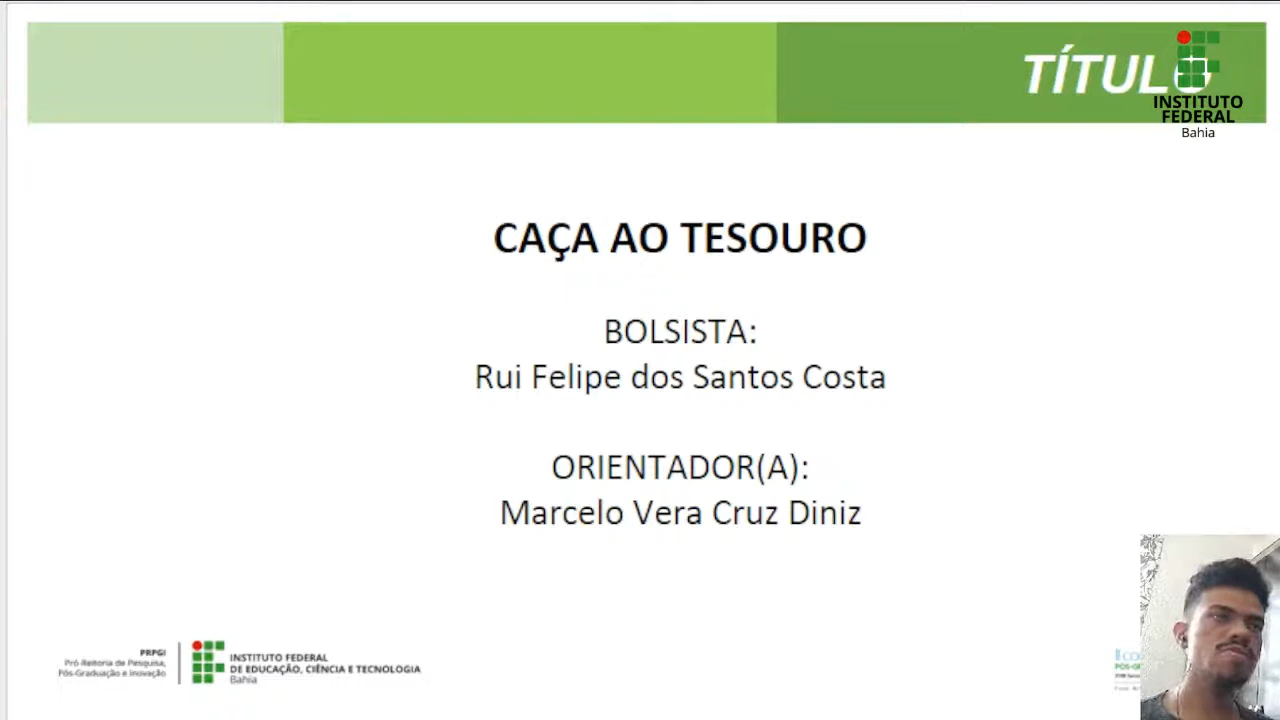 TÍTULO
INSTITUTO
FEDERAL
Bahia
CAÇA AO TESOURO
BOLSISTA:
Rui Felipe dos Santos Costa
ORIENTADOR(A):
Marcelo Vera Cruz Diniz
PRPGI
Pró-Reitoria de Pesquisa,
Pós-Graduação e Inovação
INSTITUTO FEDERAL
DE EDUCAÇÃO, CIÊNCIA E TECNOLOGIA
Bahia